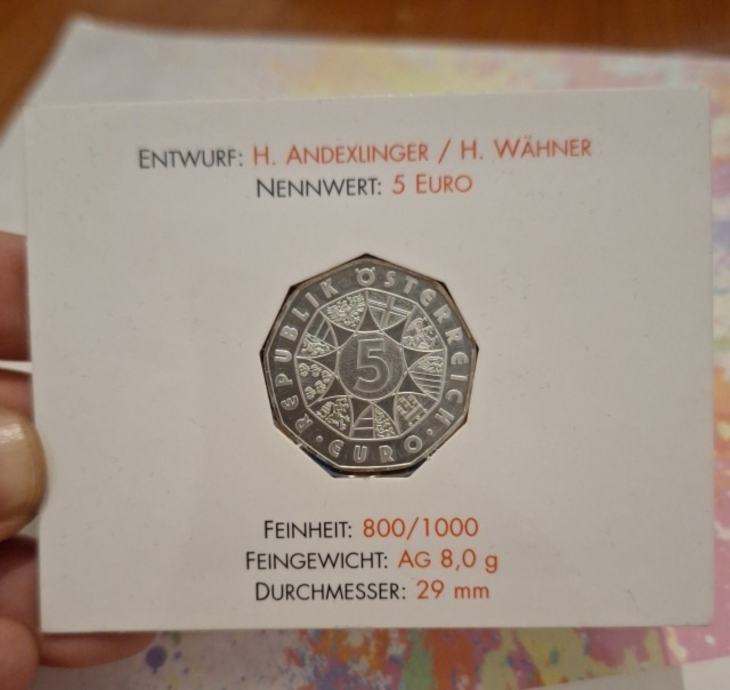 ENTWURF: H. ANDEXLINGER / H. WÄHNER
NENNWERT: 5 EURO
REPUBLIK ÖSTERREICH
5
· EURO ·
FEINHEIT: 800/1000
FEINGEWICHT: AG 8,0 g
DURCHMESSER: 29 mm